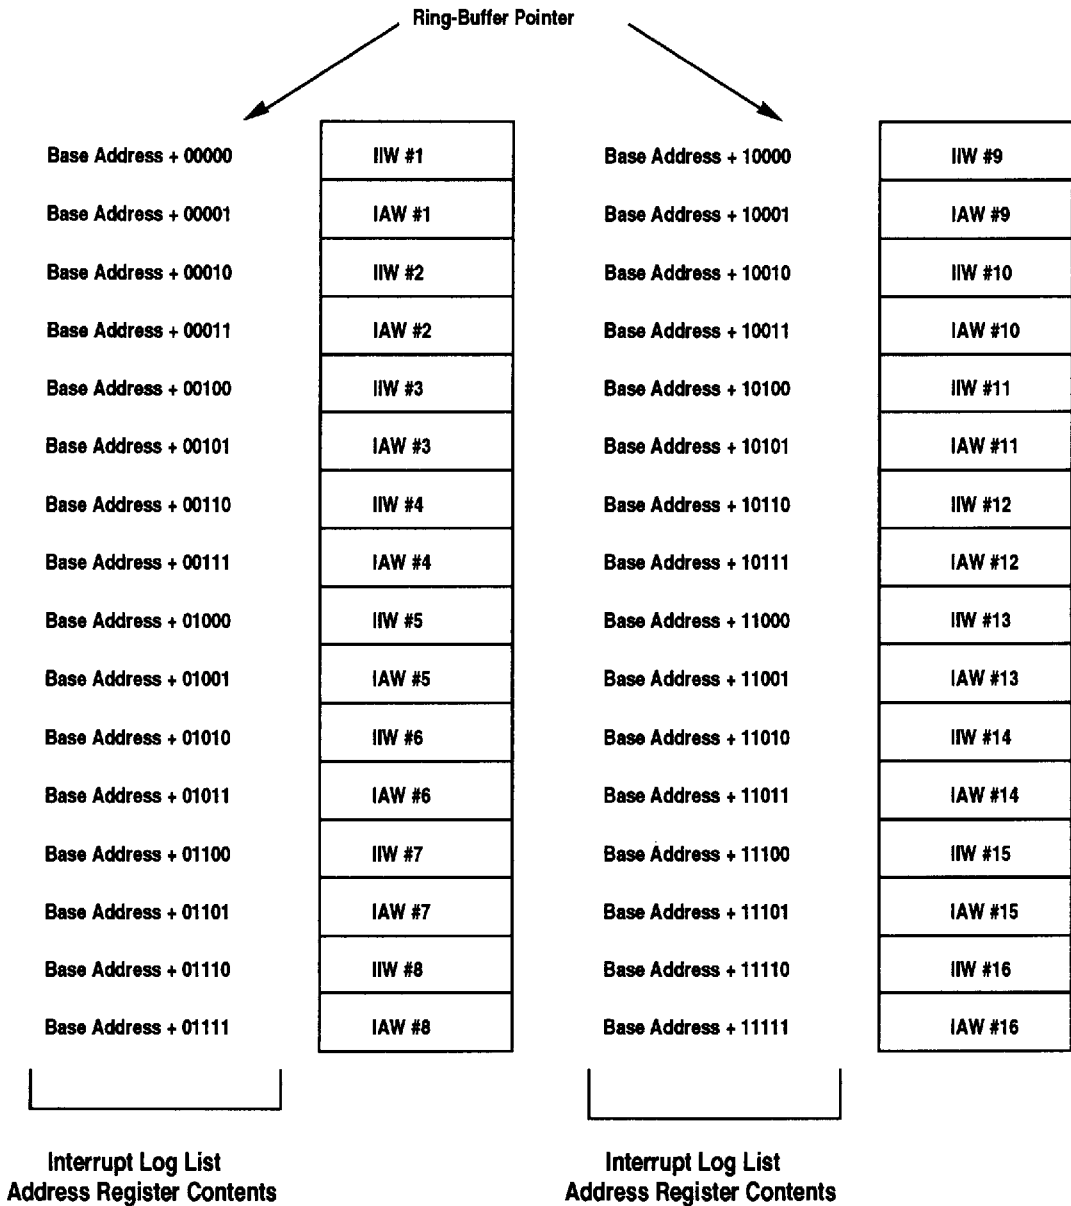 Ring-Buffer Pointer
Base Address + 00000 IIW #1
Base Address + 00001 IAW #1
Base Address + 00010 IIW #2
Base Address + 00011 IAW #2
Base Address + 00100 IIW #3
Base Address + 00101 IAW #3
Base Address + 00110 IIW #4
Base Address + 00111 IAW #4
Base Address + 01000 IIW #5
Base Address + 01001 IAW #5
Base Address + 01010 IIW #6
Base Address + 01011 IAW #6
Base Address + 01100 IIW #7
Base Address + 01101 IAW #7
Base Address + 01110 IIW #8
Base Address + 01111 IAW #8
Interrupt Log List
Address Register Contents
Base Address + 10000 IIW #9
Base Address + 10001 IAW #9
Base Address + 10010 IIW #10
Base Address + 10011 IAW #10
Base Address + 10100 IIW #11
Base Address + 10101 IAW #11
Base Address + 10110 IIW #12
Base Address + 10111 IAW #12
Base Address + 11000 IIW #13
Base Address + 11001 IAW #13
Base Address + 11010 IIW #14
Base Address + 11011 IAW #14
Base Address + 11100 IIW #15
Base Address + 11101 IAW #15
Base Address + 11110 IIW #16
Base Address + 11111 IAW #16
Interrupt Log List
Address Register Contents